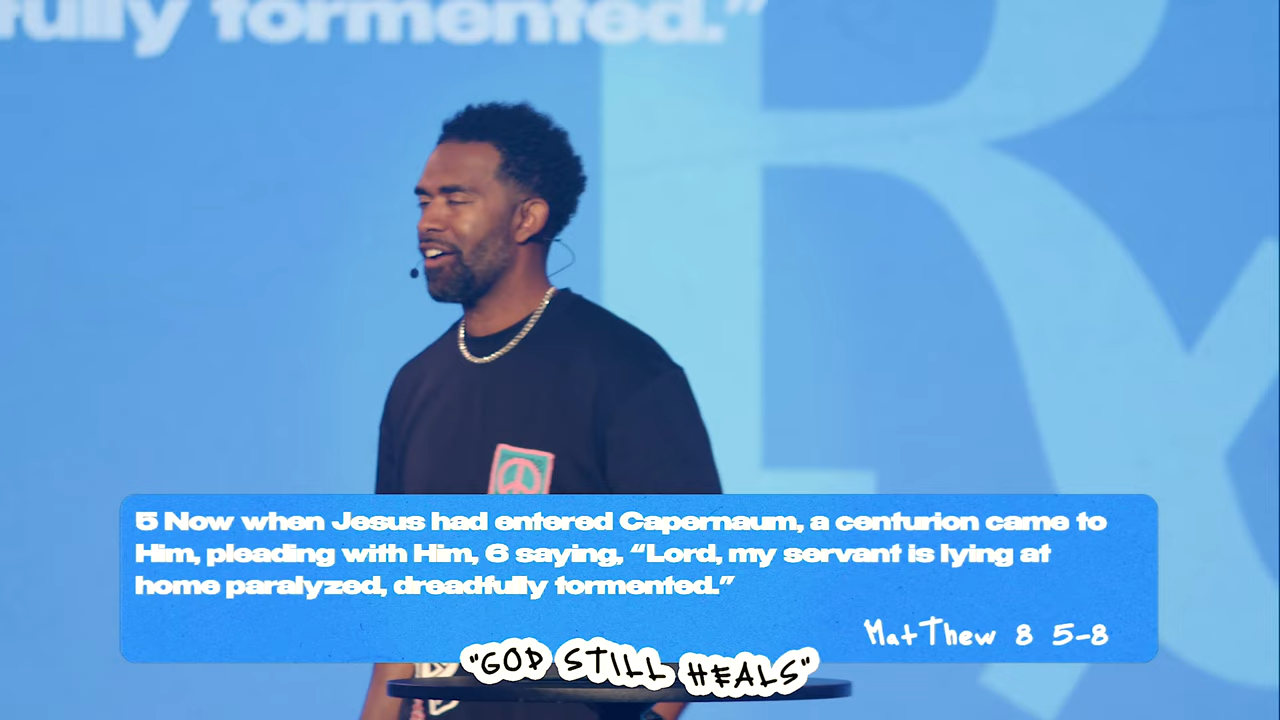 fully tormented.”
Rx
5 Now when Jesus had entered Capernaum, a centurion came to
Him, pleading with Him, 6 saying, “Lord, my servant is lying at
home paralyzed, dreadfully tormented.”
MatThew 8 5-8
"GOD STILL HEALS"